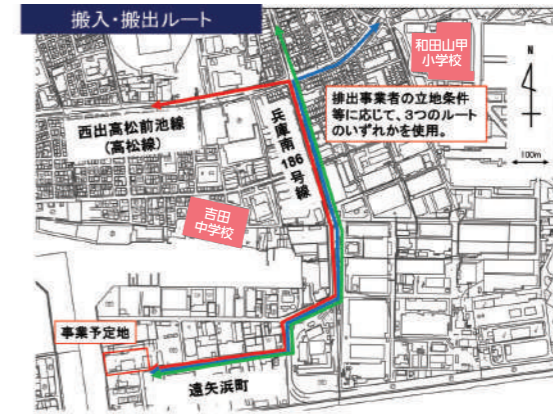 搬入・搬出ルート
和田山甲
小学校
N
排出事業者の立地条件
等に応じて、3つのルート
のいずれかを使用。
100m
西出高松前池線
(高松線)
兵庫南186号線
吉田
中学校
事業予定地
遠矢浜町